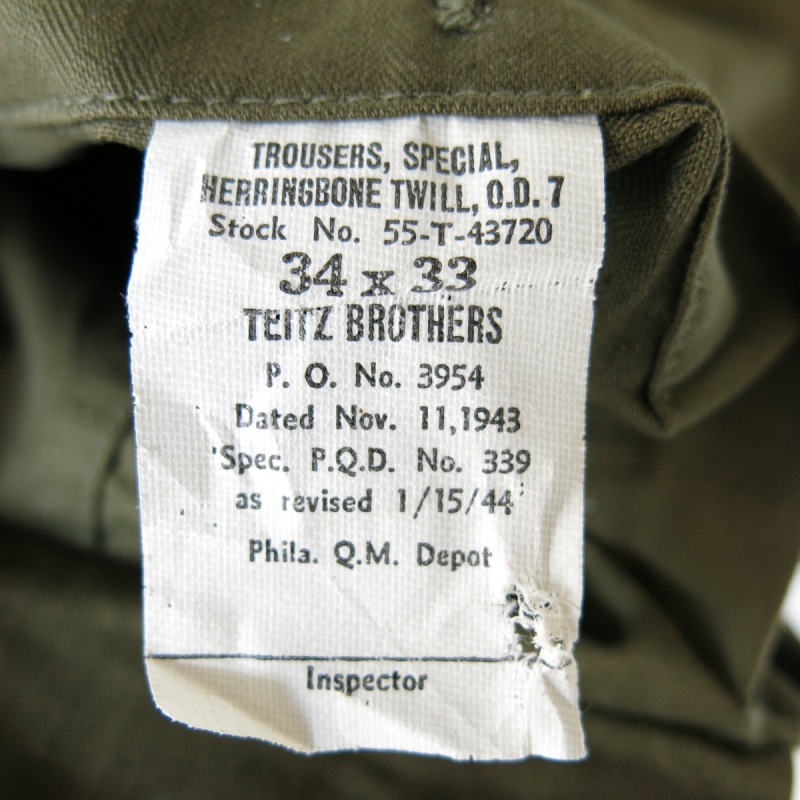 TROUSERS, SPECIAL,
HERRINGBONE TWILL, O.D. 7
Stock No. 55-T-43720
34 x 33
TEITZ BROTHERS
P. O. No. 3954
Dated Nov. 11,1943
Spec. P.Q.D. No. 339
as revised 1/15/44
Phila. Q.M. Depot
Inspector